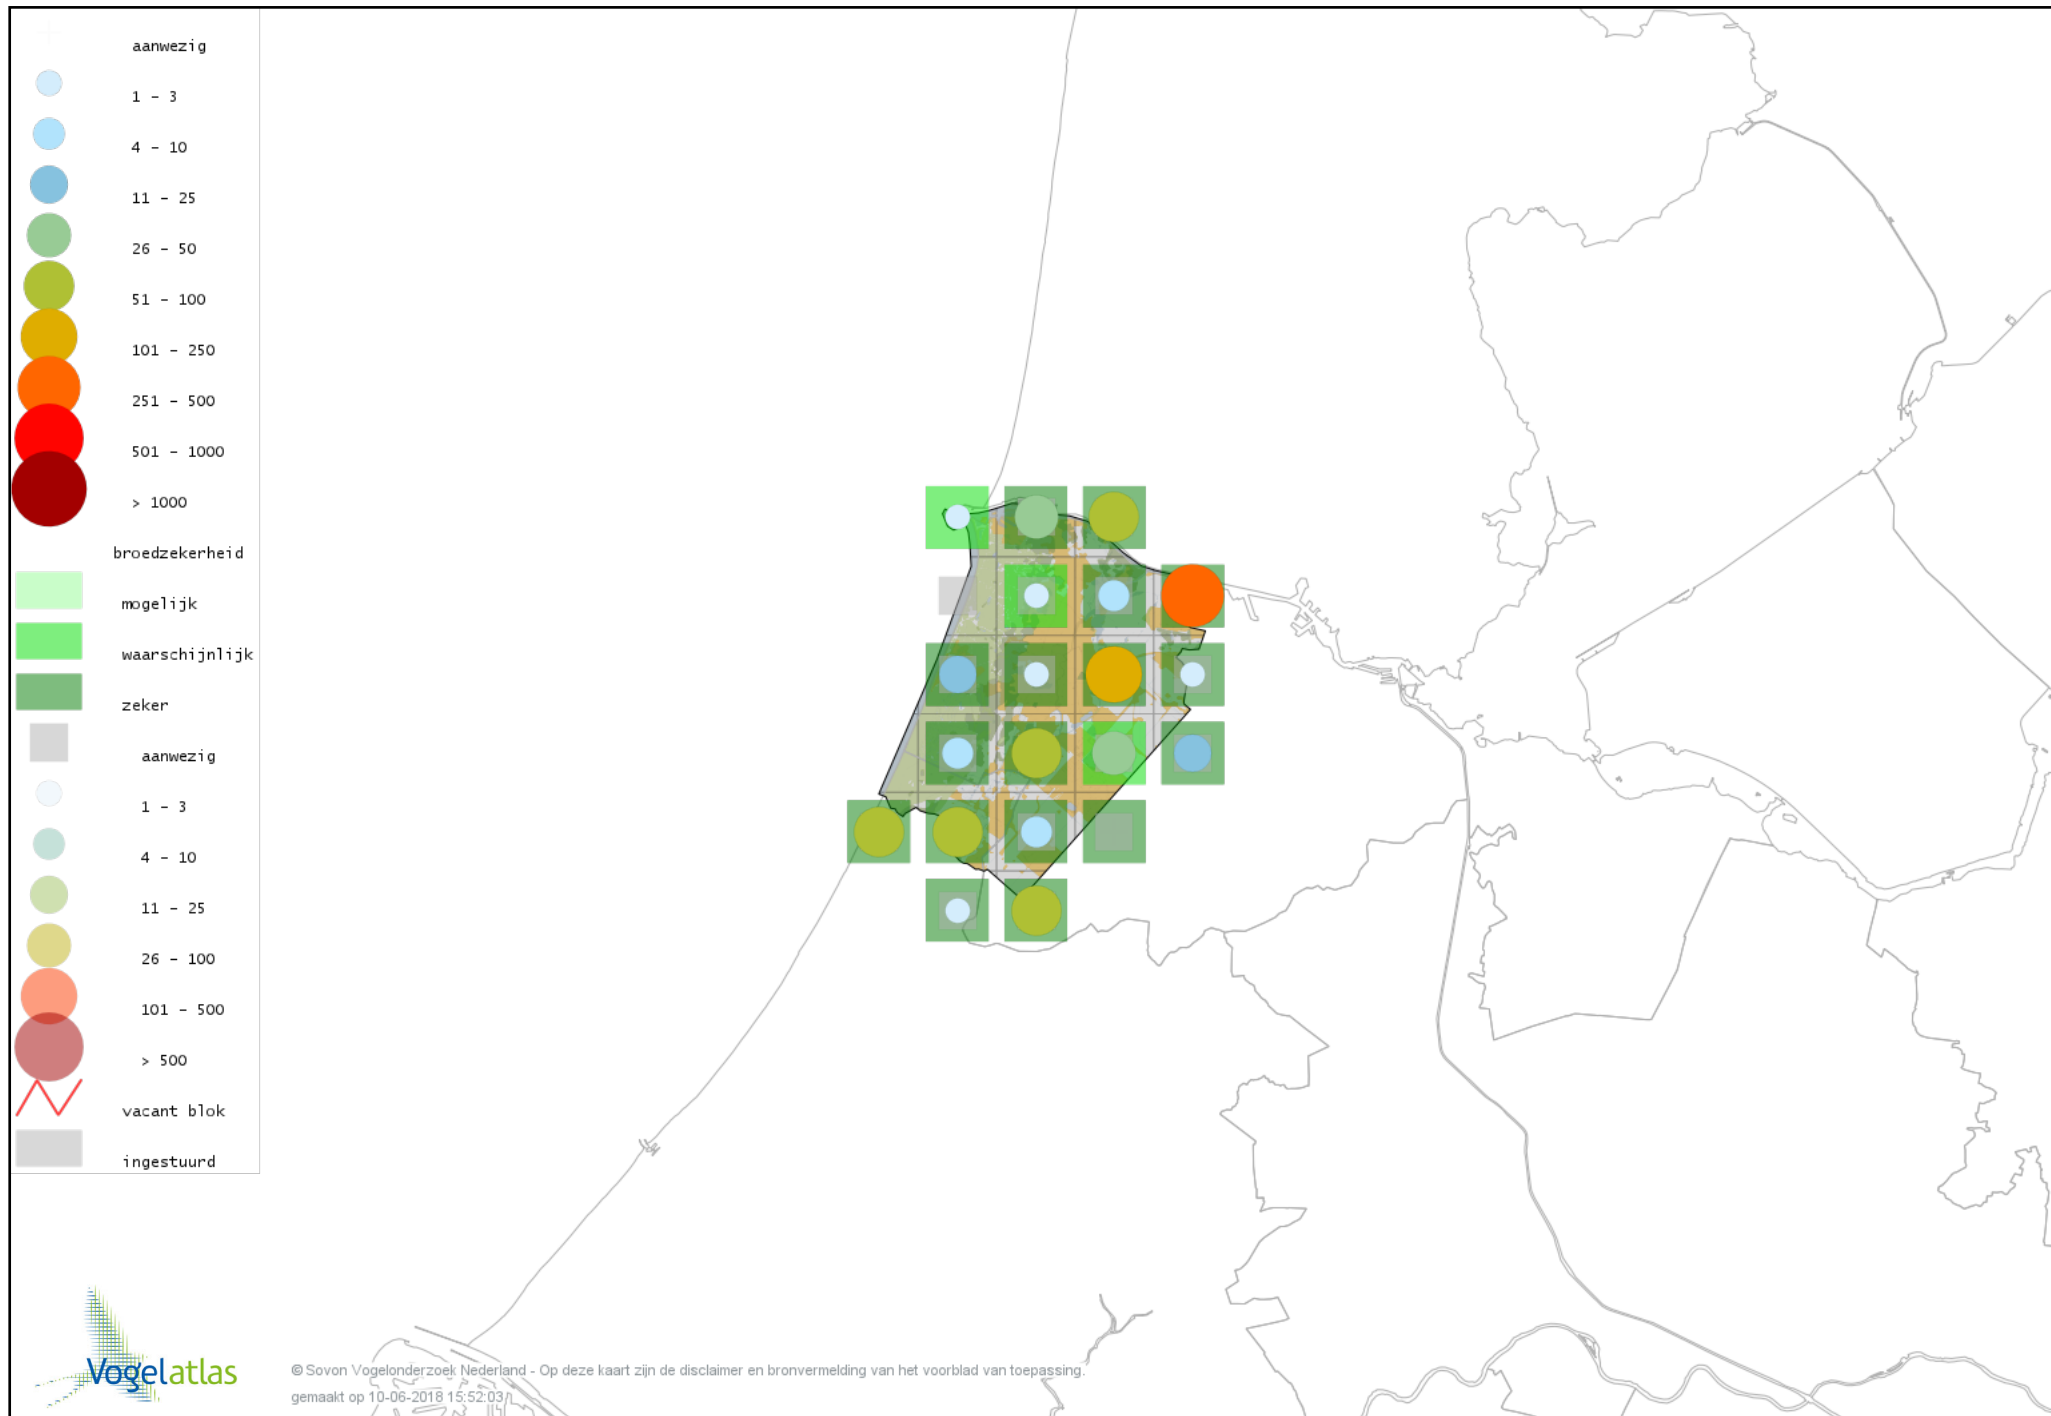 aanwezig
1 - 3
4 - 10
11 - 25
26 - 50
51 - 100
101 - 250
251 - 500
501 - 1000
> 1000
broedzekerheid
mogelijk
waarschijnlijk
zeker
aanwezig
1 - 3
4 - 10
11 - 25
26 - 100
101 - 500
> 500
vacant blok
ingestuurd
Vogelatlas
© Sovon Vogelonderzoek Nederland - Op deze kaart zijn de disclaimer en bronvermelding van het voorblad van toepassing.
gemaakt op 10-06-2018 15:52:03